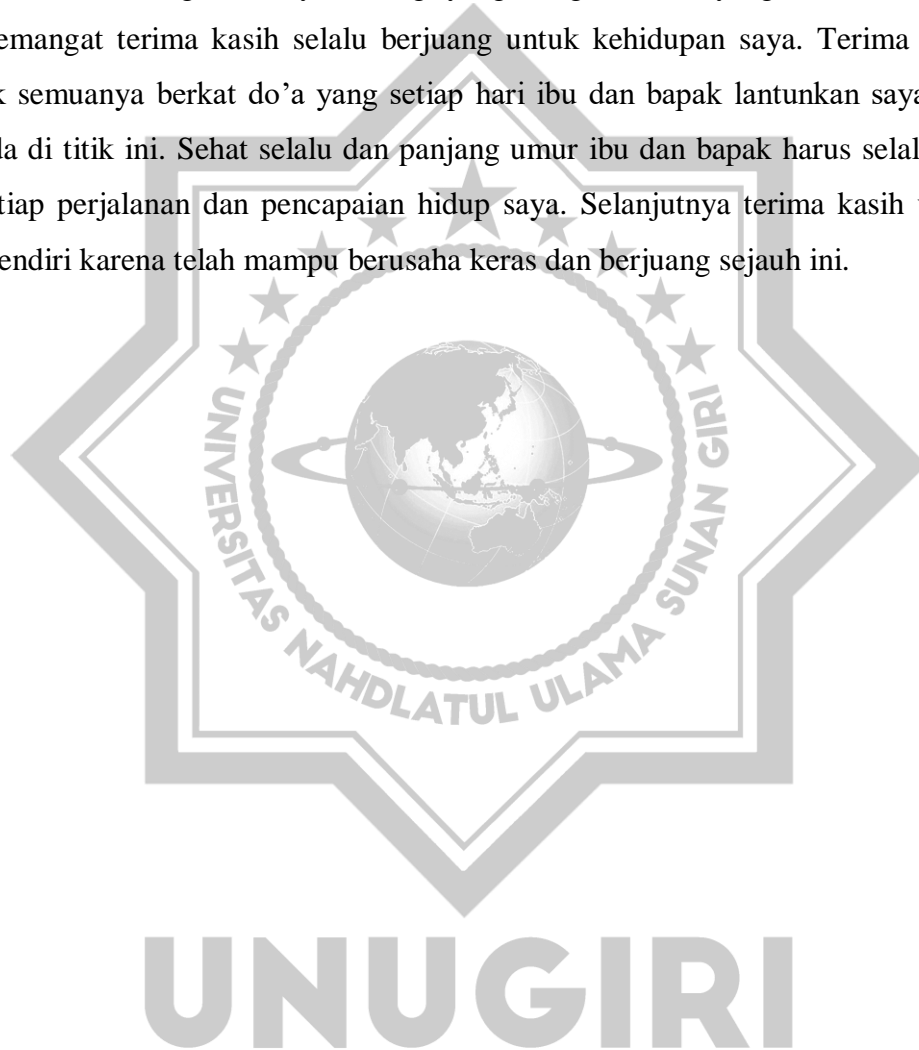 emangat terima kasih selalu berjuang untuk kehidupan saya. Terima
k semuanya berkat do’a yang setiap hari ibu dan bapak lantunkan saya
la di titik ini. Sehat selalu dan panjang umur ibu dan bapak harus selal
tiap perjalanan dan pencapaian hidup saya. Selanjutnya terima kasih
endiri karena telah mampu berusaha keras dan berjuang sejauh ini.
UNIVERSITAS NAHDLATUL ULAMA SUNAN GIRI
UNUGIRI